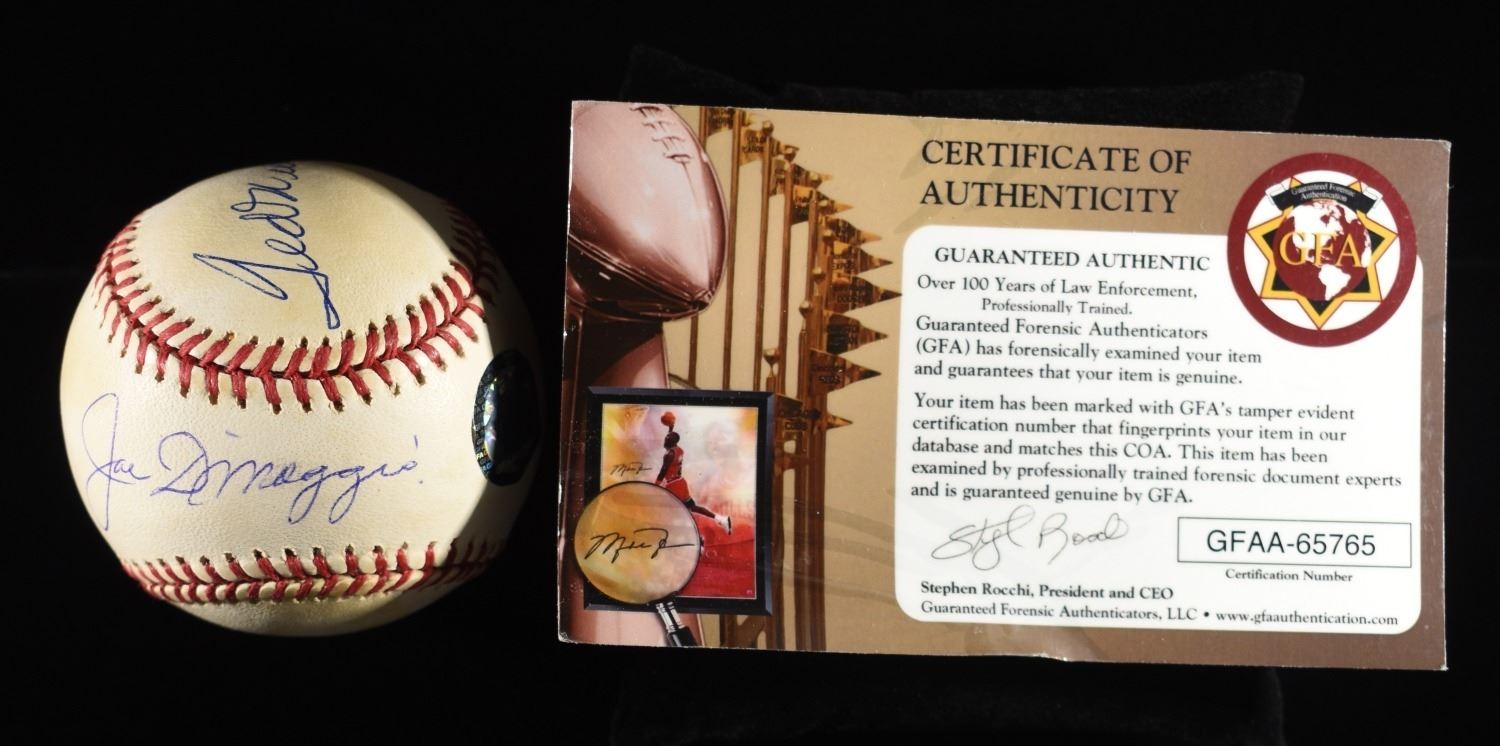 Ted
Joe DiMaggio
CERTIFICATE OF
AUTHENTICITY
Guaranteed Forensic
Authentication
GFA
GUARANTEED AUTHENTIC
Over 100 Years of Law Enforcement,
Professionally Trained.
Guaranteed Forensic Authenticators
(GFA) has forensically examined your item
and guarantees that your item is genuine.
Your item has been marked with GFA's tamper evident
certification number that fingerprints your item in our
database and matches this COA. This item has been
examined by professionally trained forensic document experts
and is guaranteed genuine by GFA.
GFAA-65765
Certification Number
Stephen Rocchi, President and CEO
Guaranteed Forensic Authenticators, LLC • www.gfaauthentication.com